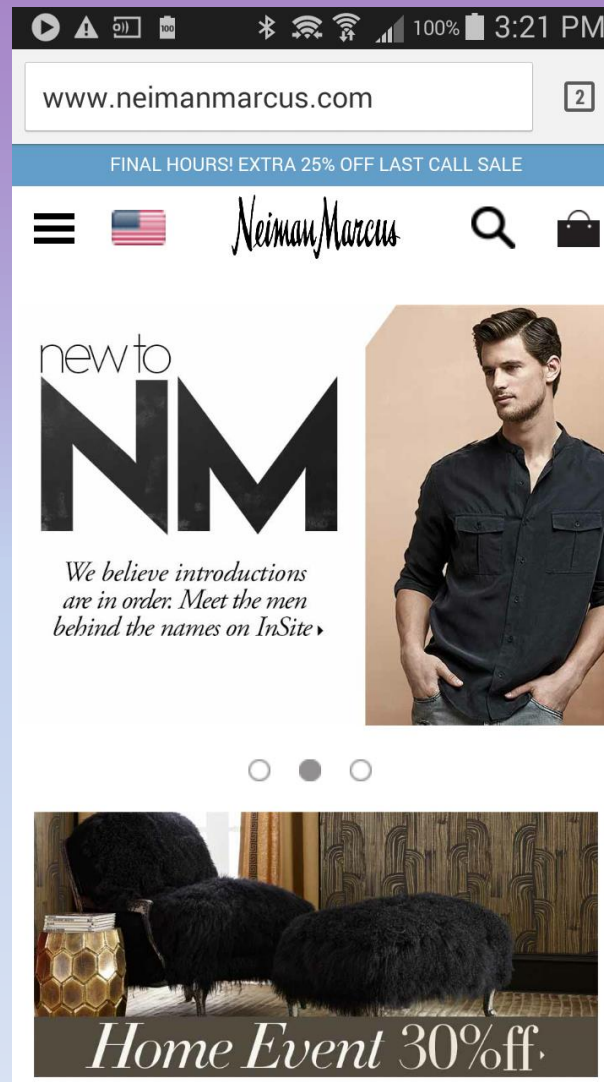 100
100% 3:21 PM
www.neimanmarcus.com
2
FINAL HOURS! EXTRA 25% OFF LAST CALL SALE
Neiman Marcus
new to
NM
We believe introductions
are in order. Meet the men
behind the names on InSite
Home Event 30%ff